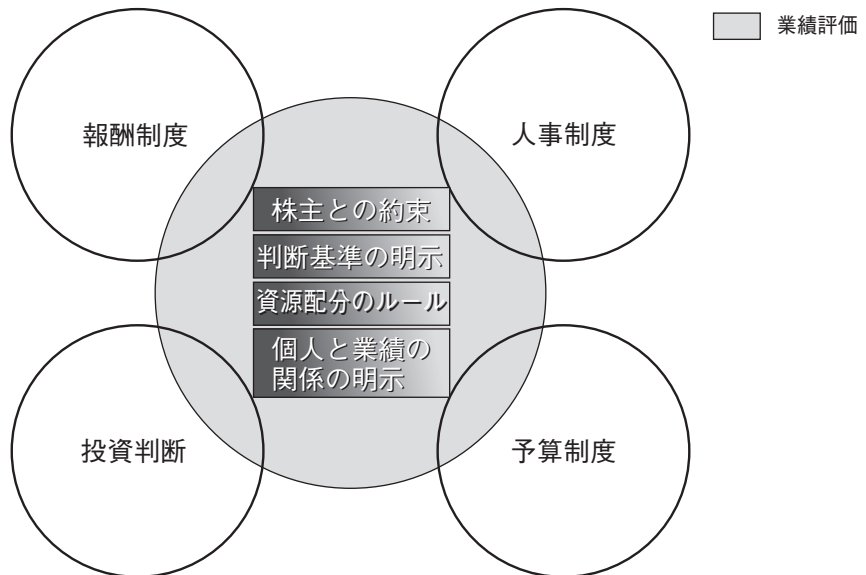 業績評価
報酬制度
人事制度
株主との約束
判断基準の明示
資源配分のルール
個人と業績の
関係の明示
投資判断
予算制度